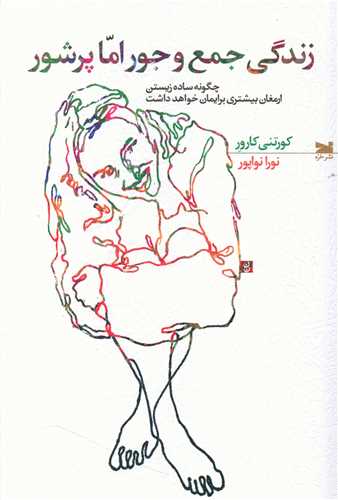 زندگی جمع و جور امّا پرشور
چگونه ساده زیستن
ارمغان بیشتری برایمان خواهد داشت
کورتنی کارور
نورا نواپور